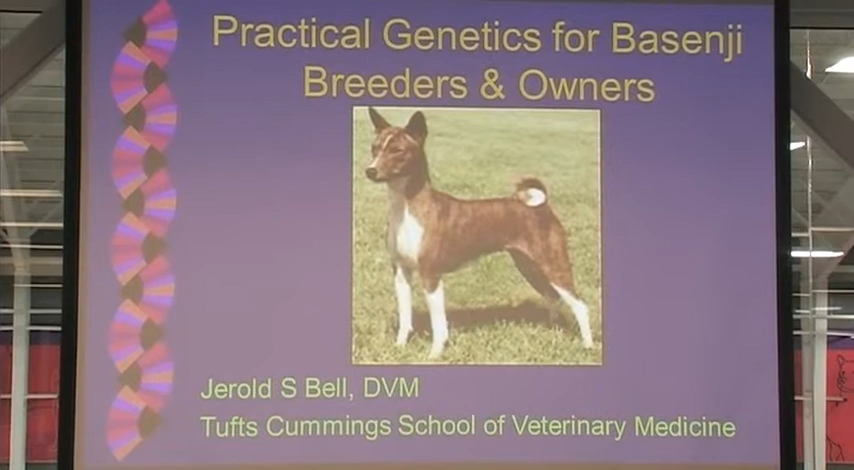 Practical Genetics for Basenji
Breeders & Owners
Jerold S Bell, DVM
Tufts Cummings School of Veterinary Medicine